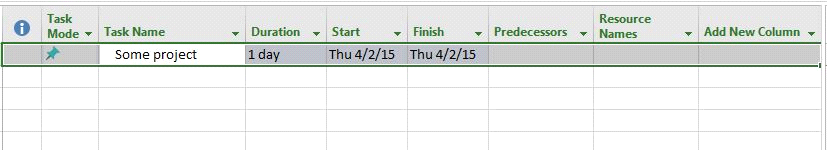 Task Mode Task Name Duration Start Finish Predecessors Resource Names Add New Column
Some project 1 day Thu 4/2/15 Thu 4/2/15